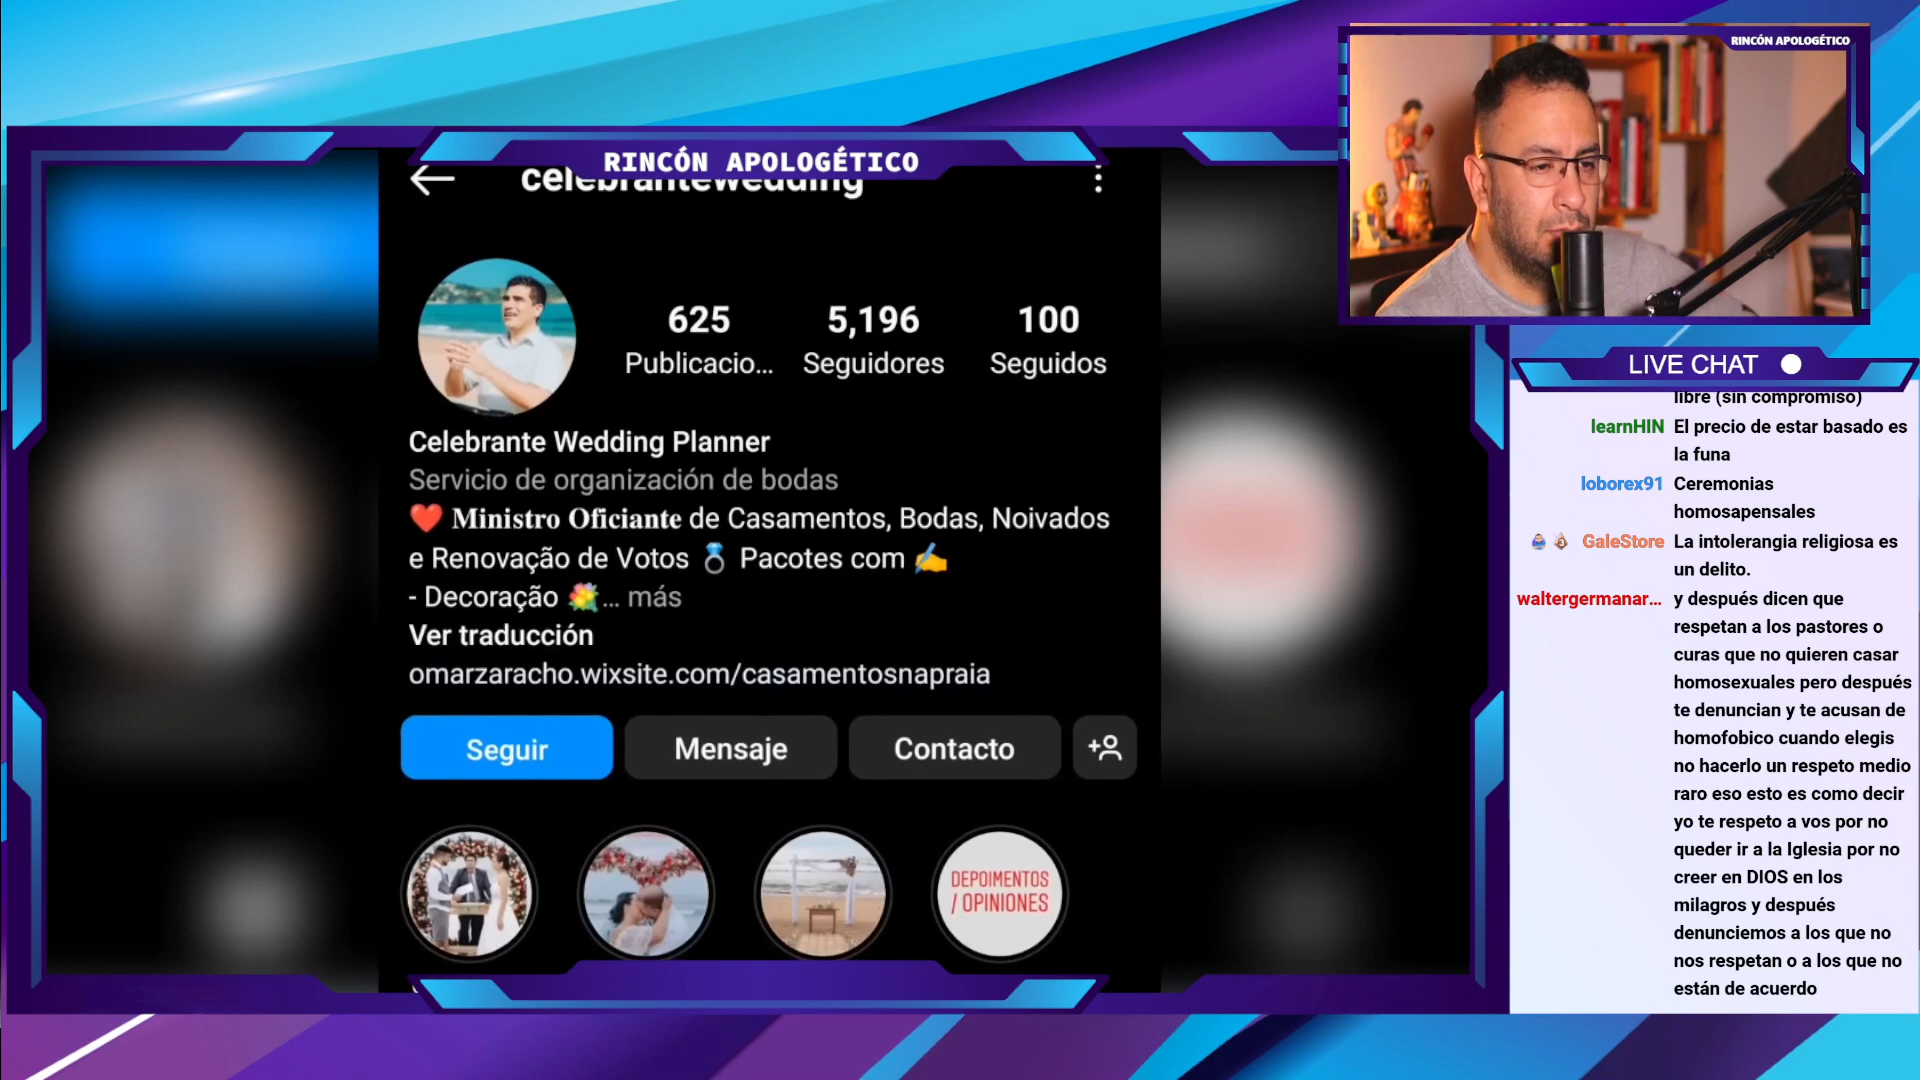 RINCÓN APOLOGÉTICO
RINCÓN APOLOGÉTICO
celebrantewedding
625
Publicacio...
5,196
Seguidores
100
Seguidos
Celebrante Wedding Planner
Servicio de organización de bodas
❤️ Ministro Oficiante de Casamentos, Bodas, Noivados
e Renovação de Votos 💍 Pacotes com ✍️
- Decoração 💐... más
Ver traducción
omarzaracho.wixsite.com/casamentosnapraia
Seguir
Mensaje
Contacto
DEPOIMENTOS
/ OPINIONES
LIVE CHAT
libre (sin compromiso)
learnHIN El precio de estar basado es
la funa
loborex91 Ceremonias
homosapensales
GaleStore La intolerangia religiosa es
un delito.
waltergermanar... y después dicen que
respetan a los pastores o
curas que no quieren casar
homosexuales pero después
te denuncian y te acusan de
homofobico cuando elegis
no hacerlo un respeto medio
raro eso esto es como decir
yo te respeto a vos por no
queder ir a la Iglesia por no
creer en DIOS en los
milagros y después
denunciemos a los que no
nos respetan o a los que no
están de acuerdo